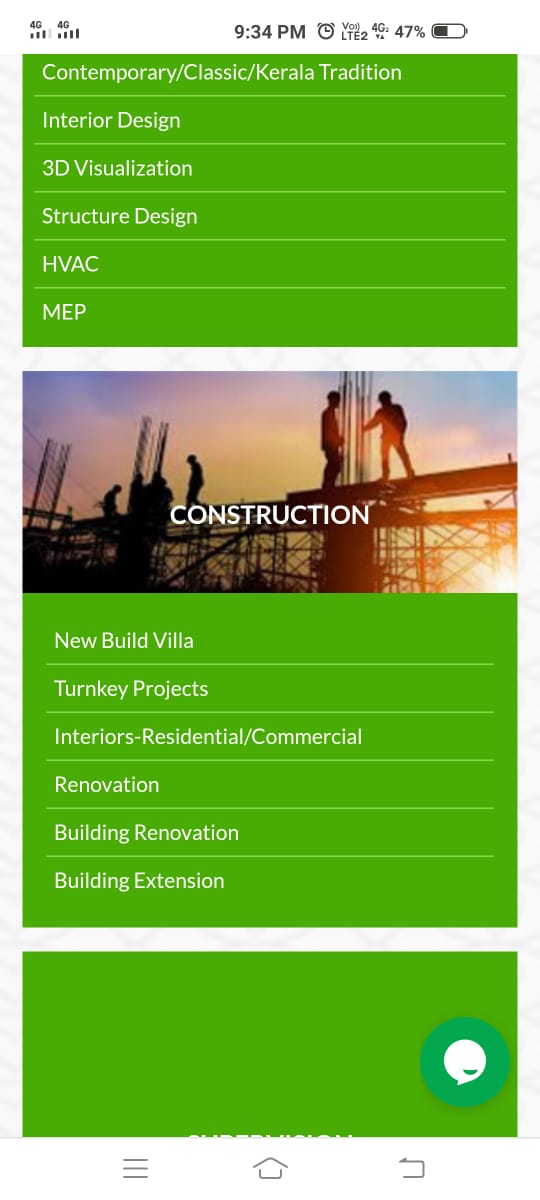 4G 4G 9:34 PM Vo)) LTE2 4G 47%
Contemporary/Classic/Kerala Tradition
Interior Design
3D Visualization
Structure Design
HVAC
MEP
CONSTRUCTION
New Build Villa
Turnkey Projects
Interiors-Residential/Commercial
Renovation
Building Renovation
Building Extension
SUPERVISION